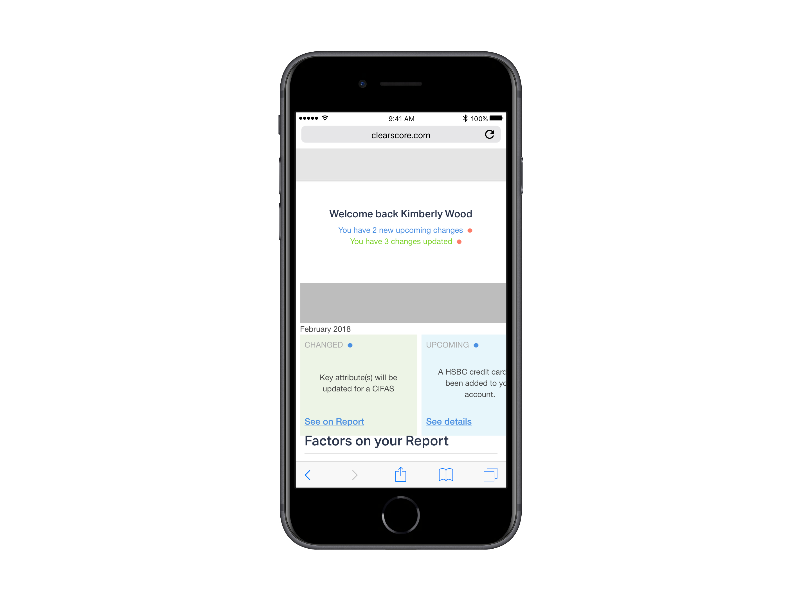 9:41 AM
100%
clearscore.com
Welcome back Kimberly Wood
You have 2 new upcoming changes
You have 3 changes updated
February 2018
CHANGED
Key attribute(s) will be
updated for a CIFAS
See on Report
UPCOMING
A HSBC credit card
been added to yo
account.
See details
Factors on your Report